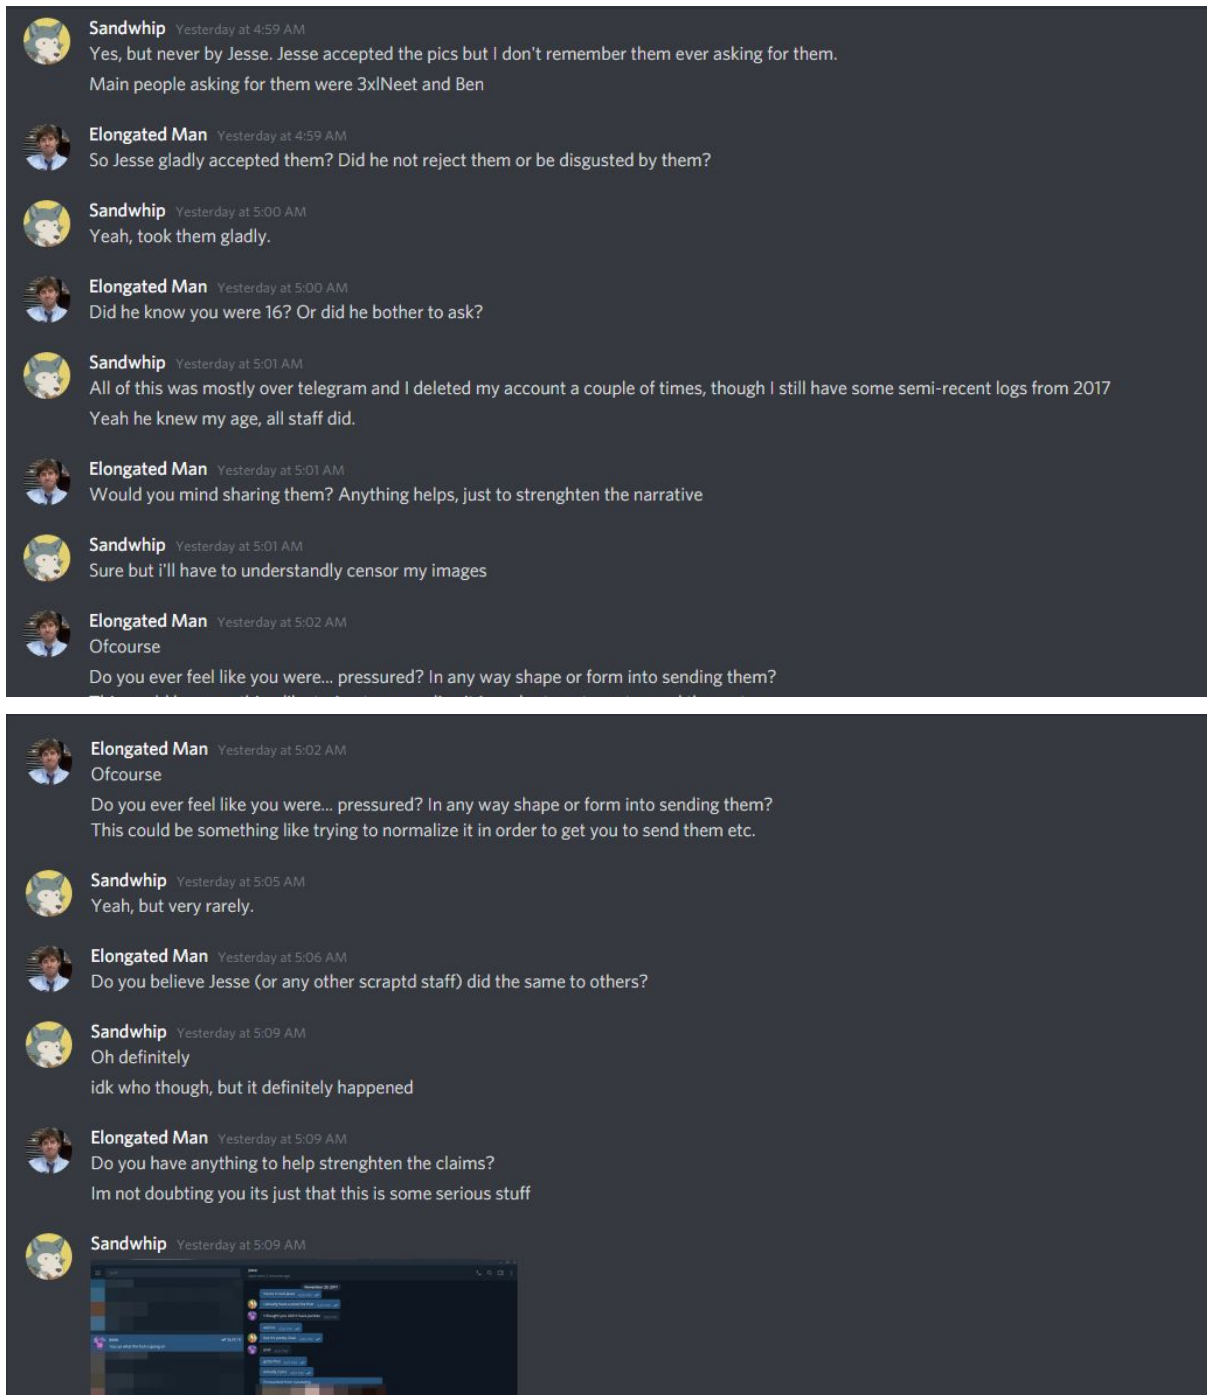 Sandwhip Yesterday at 4:59 AM
Yes, but never by Jesse. Jesse accepted the pics but I don't remember them ever asking for them.
Main people asking for them were 3xlNeet and Ben
Elongated Man Yesterday at 4:59 AM
So Jesse gladly accepted them? Did he not reject them or be disgusted by them?
Sandwhip Yesterday at 5:00 AM
Yeah, took them gladly.
Elongated Man Yesterday at 5:00 AM
Did he know you were 16? Or did he bother to ask?
Sandwhip Yesterday at 5:01 AM
All of this was mostly over telegram and I deleted my account a couple of times, though I still have some semi-recent logs from 2017
Yeah he knew my age, all staff did.
Elongated Man Yesterday at 5:01 AM
Would you mind sharing them? Anything helps, just to strenghten the narrative
Sandwhip Yesterday at 5:01 AM
Sure but i'll have to understandly censor my images
Elongated Man Yesterday at 5:02 AM
Ofcourse
Do you ever feel like you were... pressured? In any way shape or form into sending them?
Elongated Man Yesterday at 5:02 AM
Ofcourse
Do you ever feel like you were... pressured? In any way shape or form into sending them?
This could be something like trying to normalize it in order to get you to send them etc.
Sandwhip Yesterday at 5:05 AM
Yeah, but very rarely.
Elongated Man Yesterday at 5:06 AM
Do you believe Jesse (or any other scraptd staff) did the same to others?
Sandwhip Yesterday at 5:09 AM
Oh definitely
idk who though, but it definitely happened
Elongated Man Yesterday at 5:09 AM
Do you have anything to help strenghten the claims?
Im not doubting you its just that this is some serious stuff
Sandwhip Yesterday at 5:09 AM